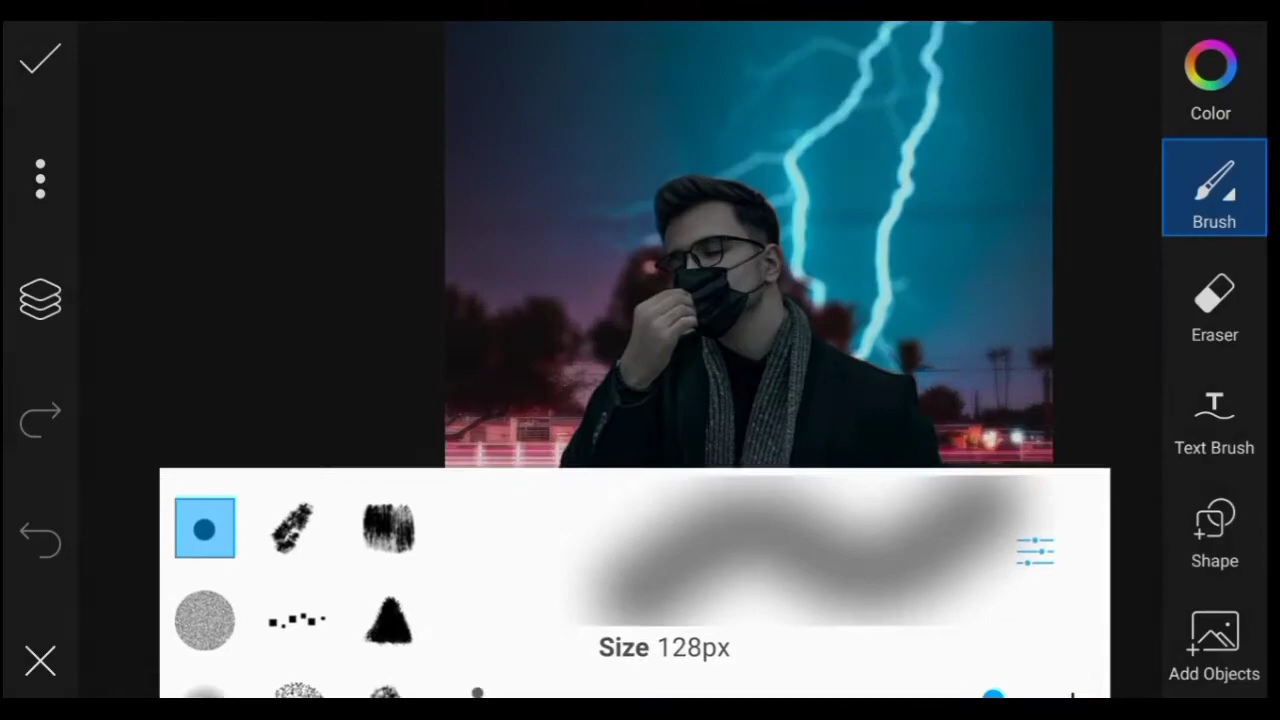 Color
Brush
Eraser
T
Text Brush
Shape
Add Objects
Size 128px